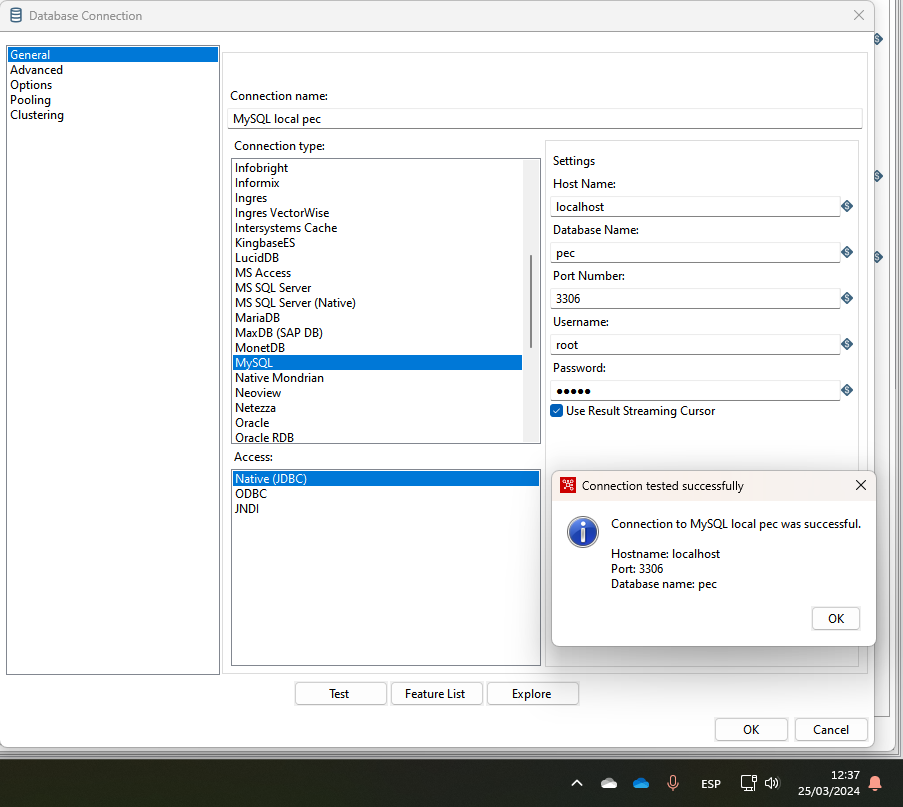 Database Connection
General
Advanced
Options
Pooling
Clustering
Connection name:
MySQL local pec
Connection type:
Infobright
Informix
Ingres
Ingres VectorWise
Intersystems Cache
KingbaseES
LucidDB
MS Access
MS SQL Server
MS SQL Server (Native)
MariaDB
MaxDB (SAP DB)
MonetDB
MySQL
Native Mondrian
Neoview
Netezza
Oracle
Oracle RDB
Access:
Native (JDBC)
ODBC
JNDI
Settings
Host Name:
localhost
Database Name:
pec
Port Number:
3306
Username:
root
Password:
●●●●●
Use Result Streaming Cursor
Connection tested successfully
Connection to MySQL local pec was successful.
Hostname: localhost
Port: 3306
Database name: pec
OK
Test
Feature List
Explore
OK
Cancel
ESP
12:37
25/03/2024